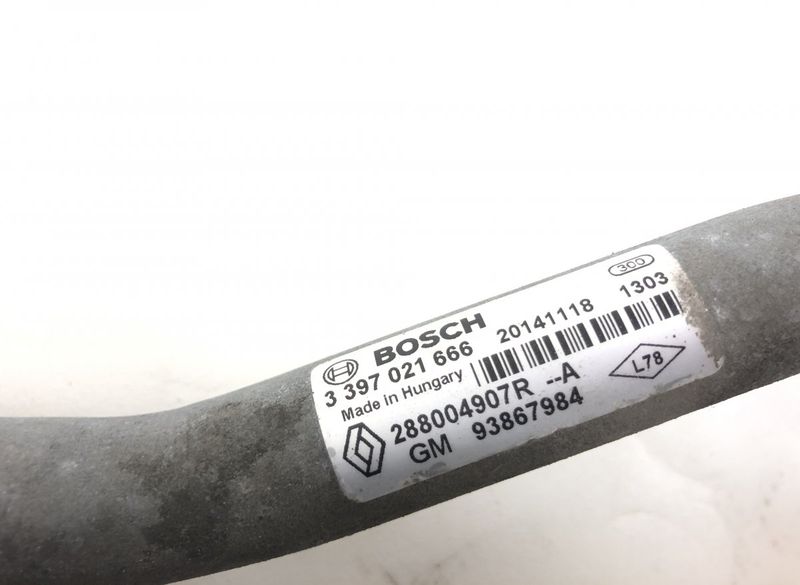 300
BOSCH 20141118 1303
3 397 021 666
Made in Hungary
288004907R --A L78
GM 93867984